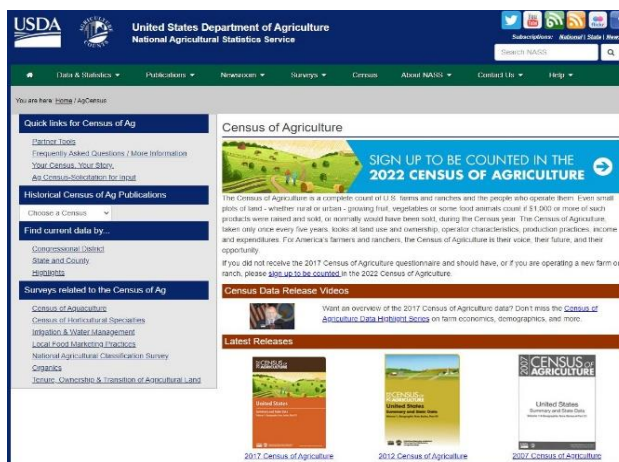 USDA
United States Department of Agriculture
National Agricultural Statistics Service
Subscriptions: National | State | News
Search NASS
Data & Statistics
Publications
Newsroom
Surveys
Census
About NASS
Contact Us
Help
You are here: Home / AgCensus
Quick links for Census of Ag
Partner Tools
Frequently Asked Questions / More Information
Your Census, Your Story.
Ag Census-Solicitation for Input
Historical Census of Ag Publications
Choose a Census
Find current data by...
Congressional District
State and County
Highlights
Surveys related to the Census of Ag
Census of Aquaculture
Census of Horticultural Specialties
Irrigation & Water Management
Local Food Marketing Practices
National Agricultural Classification Survey
Organics
Tenure, Ownership & Transition of Agricultural Land
Census of Agriculture
SIGN UP TO BE COUNTED IN THE
2022 CENSUS OF AGRICULTURE
The Census of Agriculture is a complete count of U.S. farms and ranches and the people who operate them. Even small
plots of land - whether rural or urban - growing fruit, vegetables or some food animals count if $1,000 or more of such
products were raised and sold, or normally would have been sold, during the Census year. The Census of Agriculture,
taken only once every five years, looks at land use and ownership, operator characteristics, production practices, income
and expenditures. For America's farmers and ranchers, the Census of Agriculture is their voice, their future, and their
opportunity.
If you did not receive the 2017 Census of Agriculture questionnaire and should have, or if you are operating a new farm or
ranch, please sign up to be counted in the 2022 Census of Agriculture.
Census Data Release Videos
Want an overview of the 2017 Census of Agriculture data? Don't miss the Census of
Agriculture Data Highlight Series on farm economics, demographics, and more.
Latest Releases
CENSUS OF AGRICULTURE
United States
2017 Census of Agriculture
CENSUS OF AGRICULTURE
United States
Summary and State Data
2012 Census of Agriculture
2007 CENSUS OF AGRICULTURE
United States
Summary and State Data
2007 Census of Agriculture